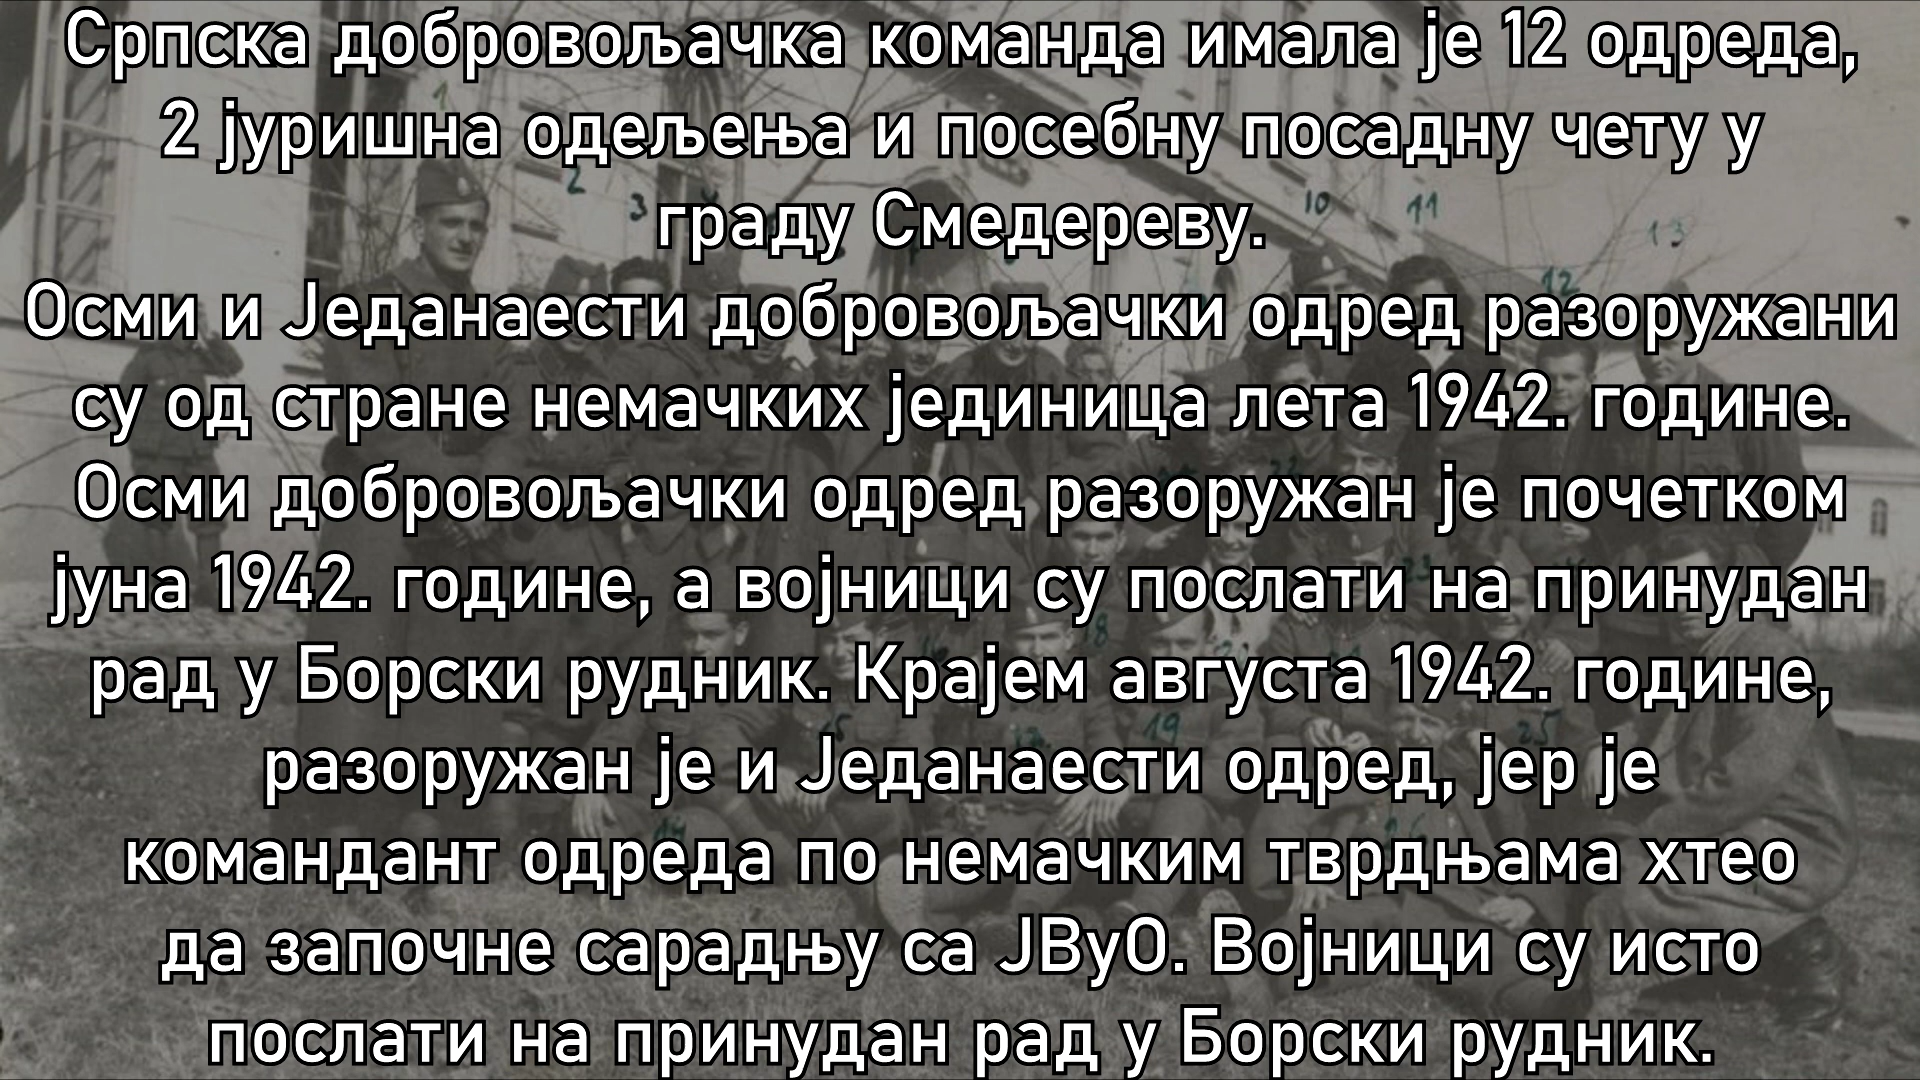 Српска добровољачка команда имала је 12 одреда,
2 јуришна одељења и посебну посадну чету у
граду Смедереву.
Осми и Једанаести добровољачки одред разоружани
су од стране немачких јединица лета 1942. године.
Осми добровољачки одред разоружан је почетком
јуна 1942. године, а војници су послати на принудан
рад у Борски рудник. Крајем августа 1942. године,
разоружан је и Једанаести одред, јер је
командант одреда по немачким тврдњама хтео
да започне сарадњу са ЈВуО. Војници су исто
послати на принудан рад у Борски рудник.